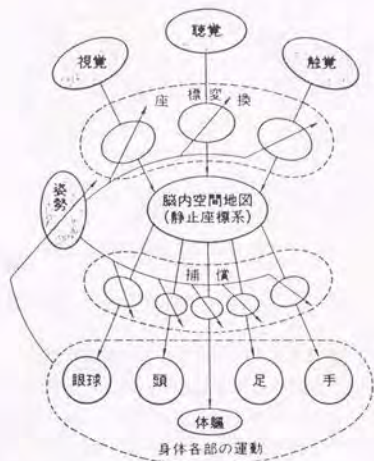 聴覚
視覚
触覚
座標変換
姿勢
脳内空間地図
(静止座標系)
補償
眼球
頭
足
手
体軀
身体各部の運動